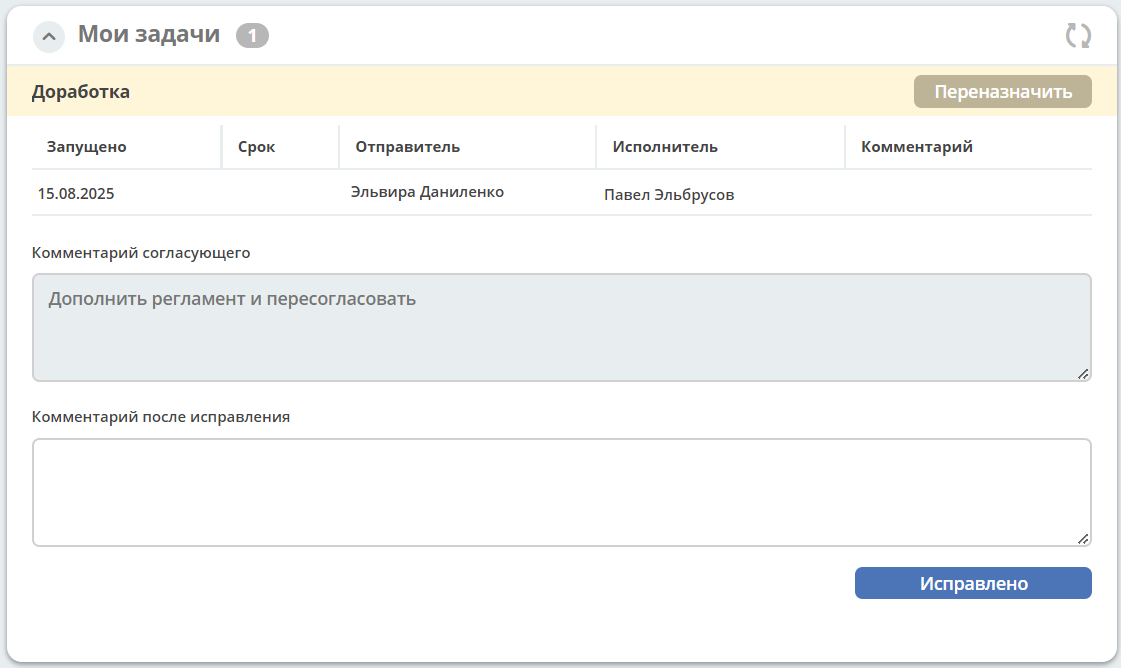 Мои задачи 1
Доработка Переназначить
Запущено Срок Отправитель Исполнитель Комментарий
15.08.2025 Эльвира Даниленко Павел Эльбрусов
Комментарий согласующего
Дополнить регламент и пересогласовать
Комментарий после исправления
Исправлено